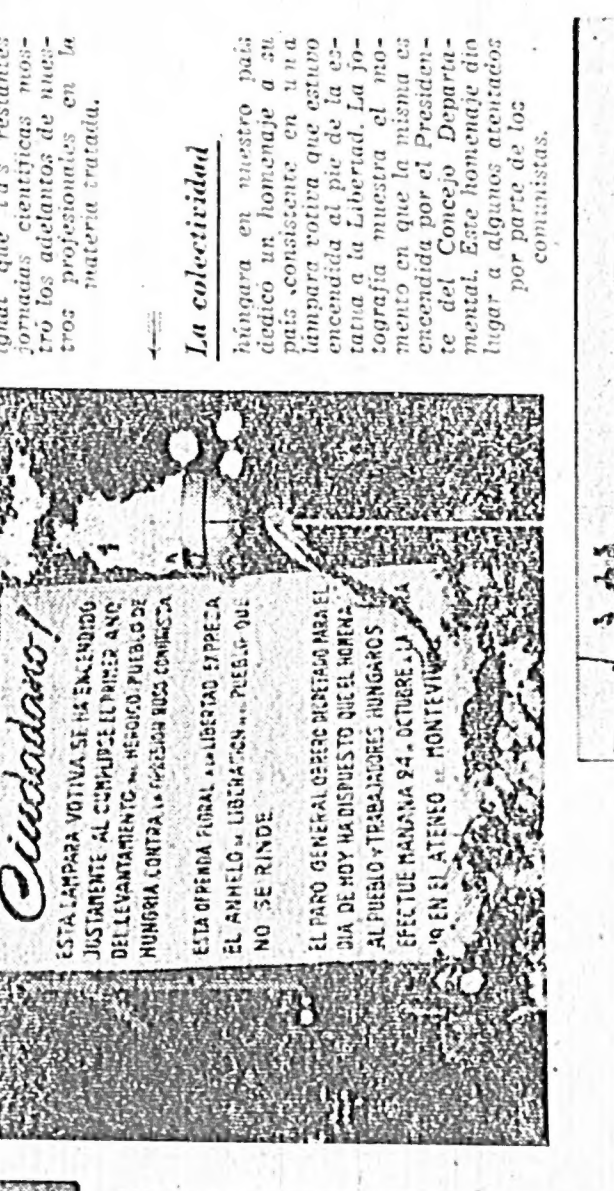 igual que las restantes
jornadas científicas mos-
tró los adelantos de nues-
tros profesionales en la
materia tratada.
La colectividad
húngara en nuestro país
dedicó un homenaje a su
país consistente en una
lámpara votiva que estuvo
encendida al pie de la es-
tatua a la Libertad. La fo-
tografía muestra el mo-
mento en que la misma es
encendida por el Presiden-
te del Concejo Departa-
mental. Este homenaje dio
lugar a algunos atentados
por parte de los
comunistas.
Ciudadano!
ESTA LAMPARA VOTIVA SE HA ENCENDIDO
JUSTAMENTE AL CUMPLIRSE EL PRIMER AÑO
DEL LEVANTAMIENTO DEL HEROICO PUEBLO DE
HUNGRIA CONTRA LA OPRESION RUSO COMUNISTA
ESTA OFRENDA FLORAL A LA LIBERTAD EXPRESA
EL ANHELO DE LIBERACION DEL PUEBLO QUE
NO SE RINDE
EL PARO GENERAL OBRERO DECRETADO PARA EL
DIA DE HOY HA DISPUESTO QUE EL HOMENA
AL PUEBLO Y TRABAJADORES HUNGAROS
EFECTUE MAÑANA 24 DE OCTUBRE A LA
19 EN EL ATENEO DE MONTEVIDEO